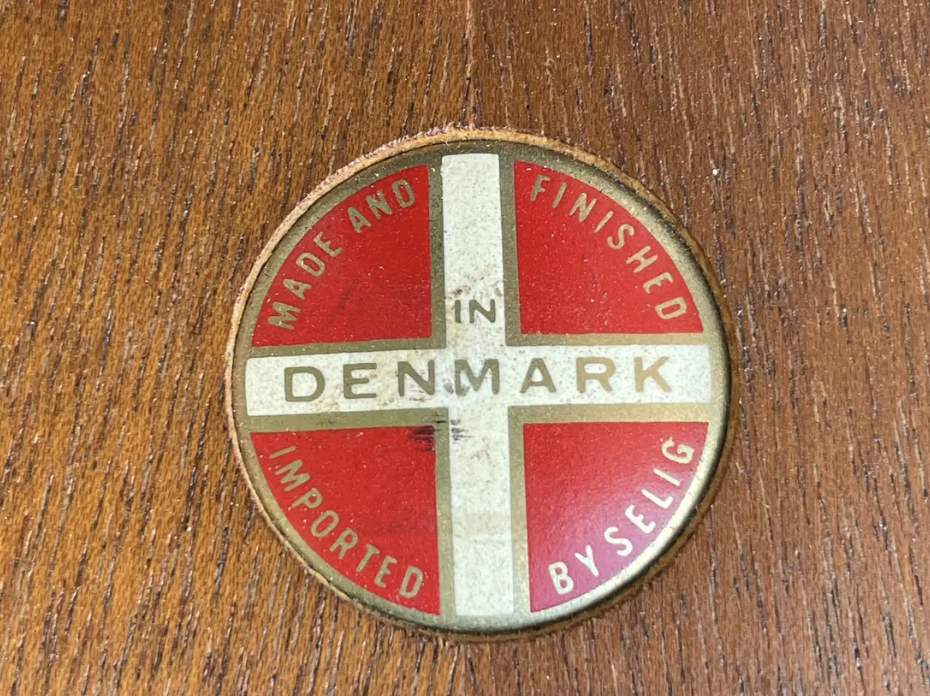 MADE AND
FINISHED
IN
DENMARK
IMPORTED
BY SELIG